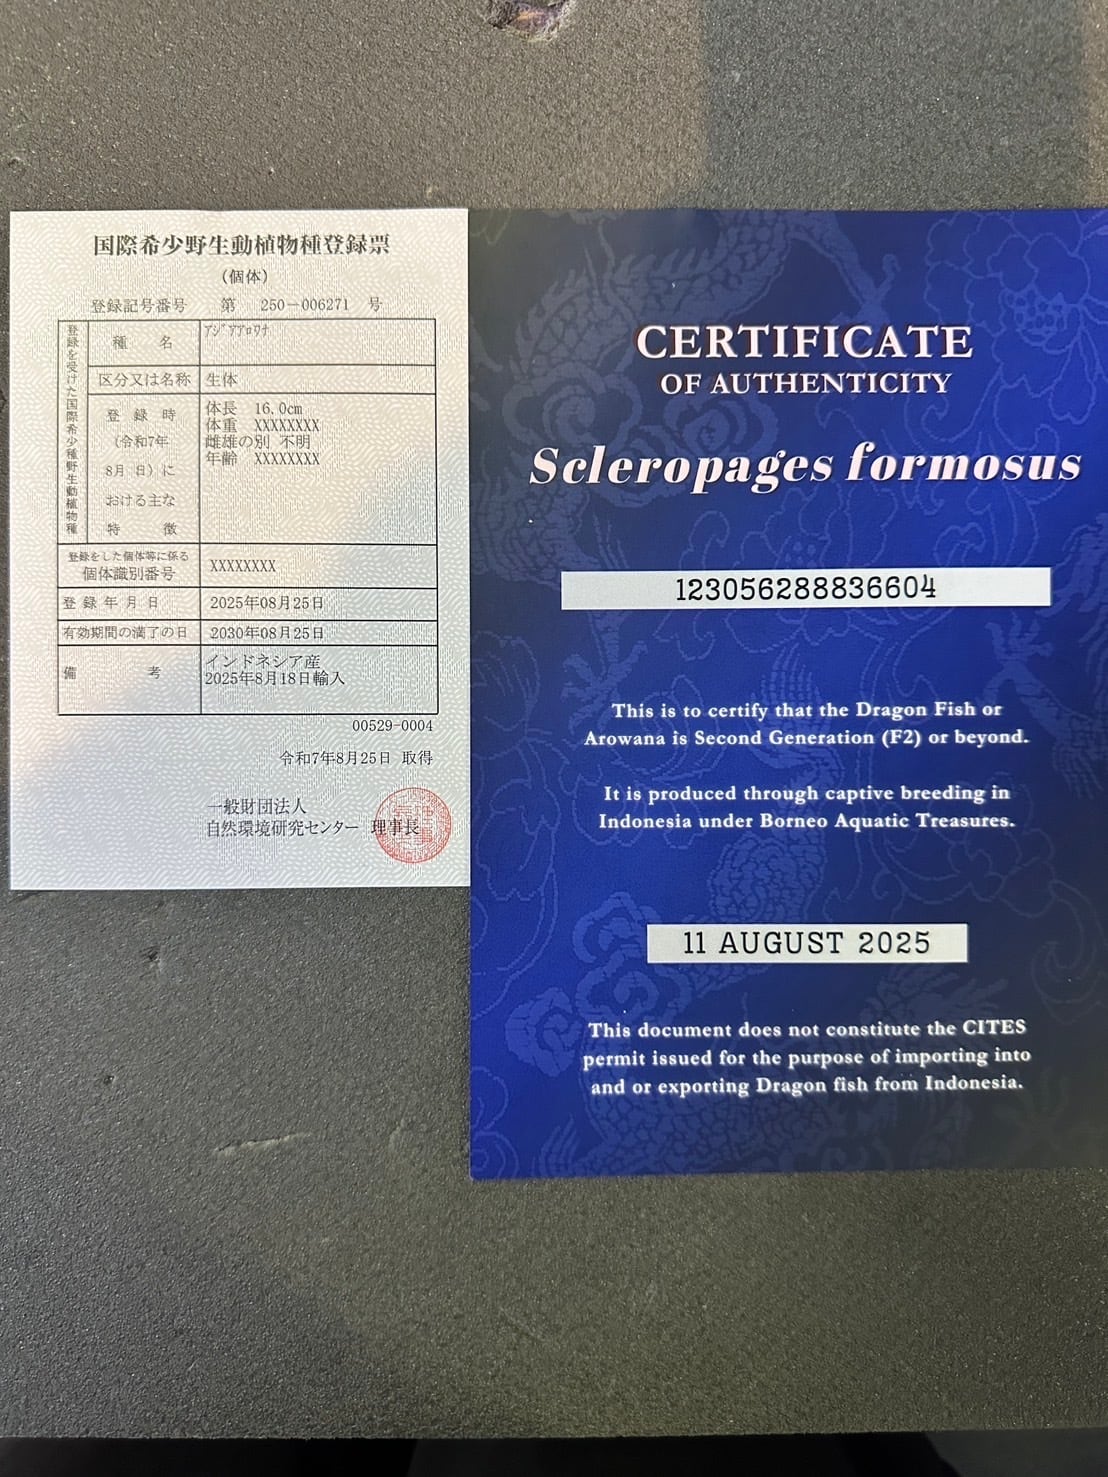 国際希少野生動植物種登録票
(個体)
登録記号番号 第 250-006271 号
登録を受けた国際希少野生動植物種
種 名 アジアアロワナ
区分又は名称 生体
登 録 時
(令和7年
8月 日)に
おける主な
特 徴
体長 16.0cm
体重 XXXXXXXX
雌雄の別 不明
年齢 XXXXXXXX
登録をした個体等に係る
個体識別番号 XXXXXXXX
登 録 年 月 日 2025年08月25日
有効期間の満了の日 2030年08月25日
備 考 インドネシア産
2025年8月18日輸入
00529-0004
令和7年8月25日 取得
一般財団法人
自然環境研究センター 理事長
CERTIFICATE
OF AUTHENTICITY
Scleropages formosus
123056288836604
This is to certify that the Dragon Fish or
Arowana is Second Generation (F2) or beyond.
It is produced through captive breeding in
Indonesia under Borneo Aquatic Treasures.
11 AUGUST 2025
This document does not constitute the CITES
permit issued for the purpose of importing into
and or exporting Dragon fish from Indonesia.